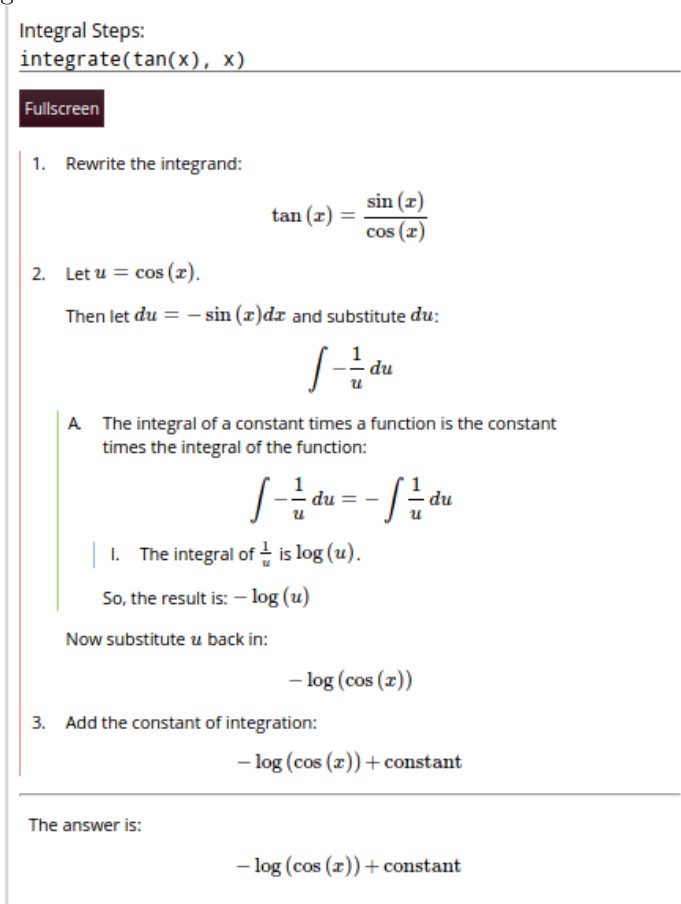 Integral Steps:
integrate(tan(x), x)
Fullscreen
1. Rewrite the integrand:
tan (x) = sin (x) / cos (x)
2. Let u = cos (x).
Then let du = − sin (x)dx and substitute du:
∫ −1/u du
A. The integral of a constant times a function is the constant
times the integral of the function:
∫ −1/u du = − ∫ 1/u du
I. The integral of 1/u is log (u).
So, the result is: − log (u)
Now substitute u back in:
− log (cos (x))
3. Add the constant of integration:
− log (cos (x)) + constant
The answer is:
− log (cos (x)) + constant